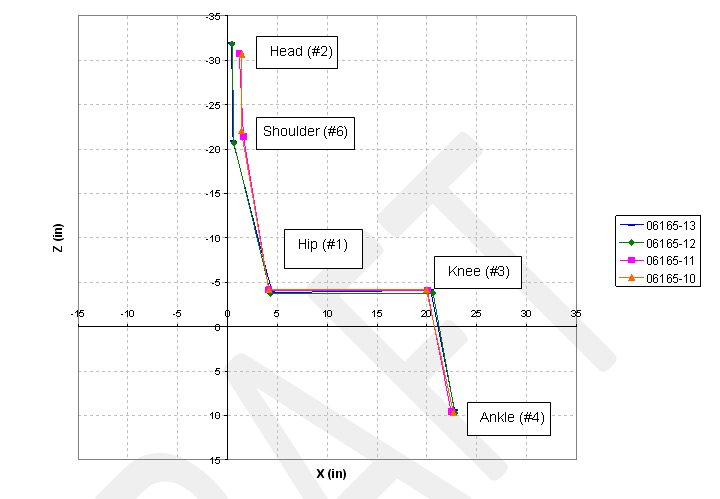 -35
-30
Head (#2)
-25
Shoulder (#6)
-20
-15
-10
Hip (#1)
Z (in)
06165-13
06165-12
06165-11
06165-10
Knee (#3)
-5
-15 -10 -5 0 5 10 15 20 25 30 35
0
5
10
Ankle (#4)
15
X (in)
DRAFT